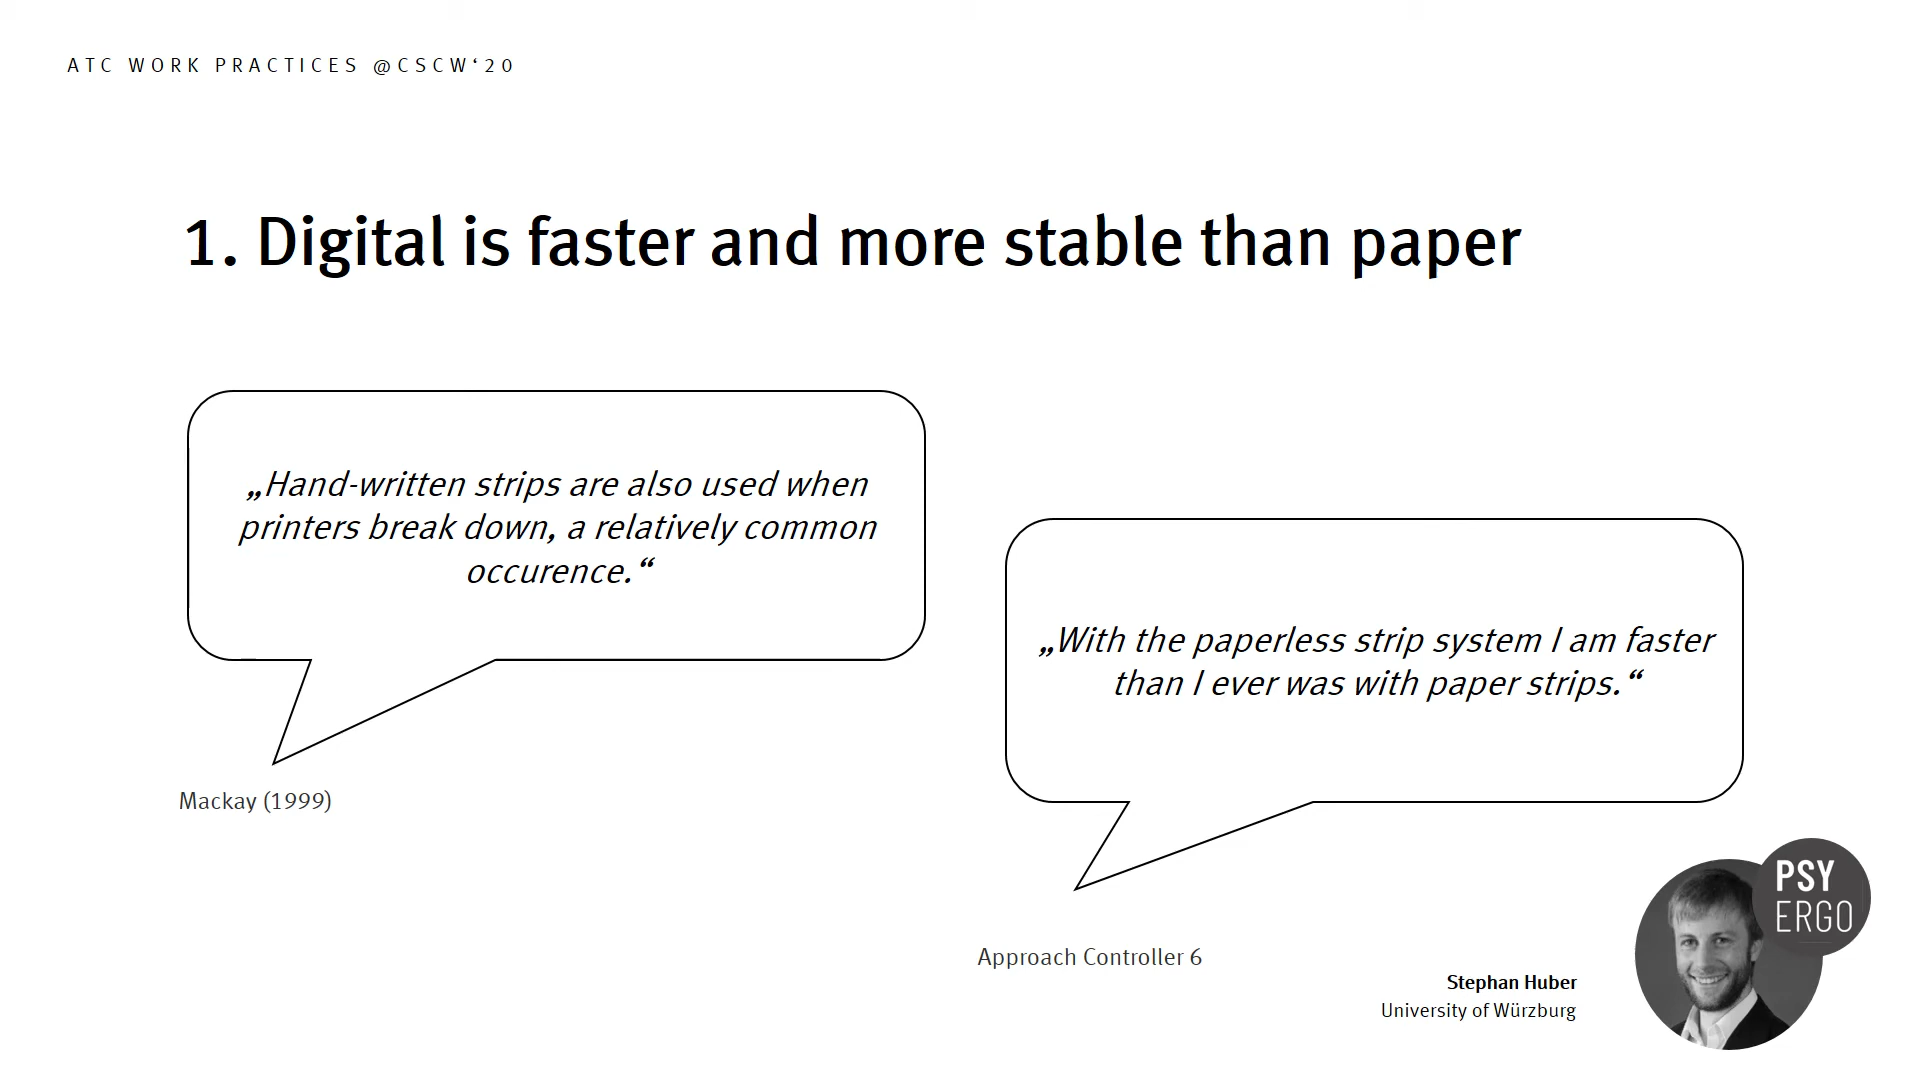 ATC WORK PRACTICES @CSCW‘20
1. Digital is faster and more stable than paper
„Hand-written strips are also used when
printers break down, a relatively common
occurence.“
„With the paperless strip system I am faster
than I ever was with paper strips.“
Mackay (1999)
Approach Controller 6
PSY
ERGO
Stephan Huber
University of Würzburg